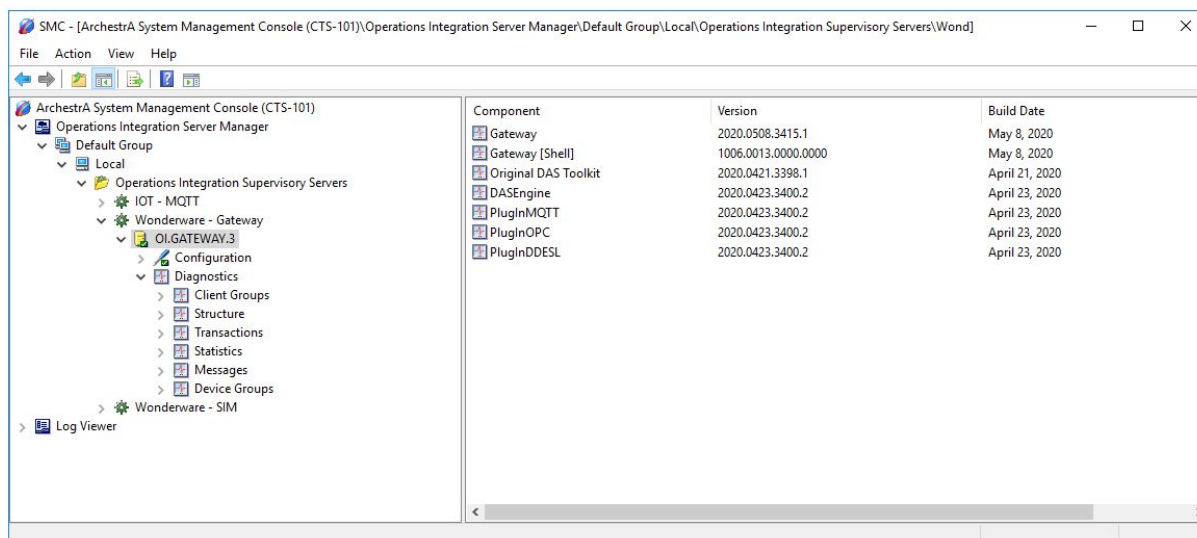 SMC - [ArchestrA System Management Console (CTS-101)\Operations Integration Server Manager\Default Group\Local\Operations Integration Supervisory Servers\Wond]
File Action View Help
ArchestrA System Management Console (CTS-101)
Operations Integration Server Manager
Default Group
Local
Operations Integration Supervisory Servers
IOT - MQTT
Wonderware - Gateway
OI.GATEWAY.3
Configuration
Diagnostics
Client Groups
Structure
Transactions
Statistics
Messages
Device Groups
Wonderware - SIM
Log Viewer
Component Version Build Date
Gateway 2020.0508.3415.1 May 8, 2020
Gateway [Shell] 1006.0013.0000.0000 May 8, 2020
Original DAS Toolkit 2020.0421.3398.1 April 21, 2020
DASEngine 2020.0423.3400.2 April 23, 2020
PlugInMQTT 2020.0423.3400.2 April 23, 2020
PlugInOPC 2020.0423.3400.2 April 23, 2020
PlugInDDESL 2020.0423.3400.2 April 23, 2020